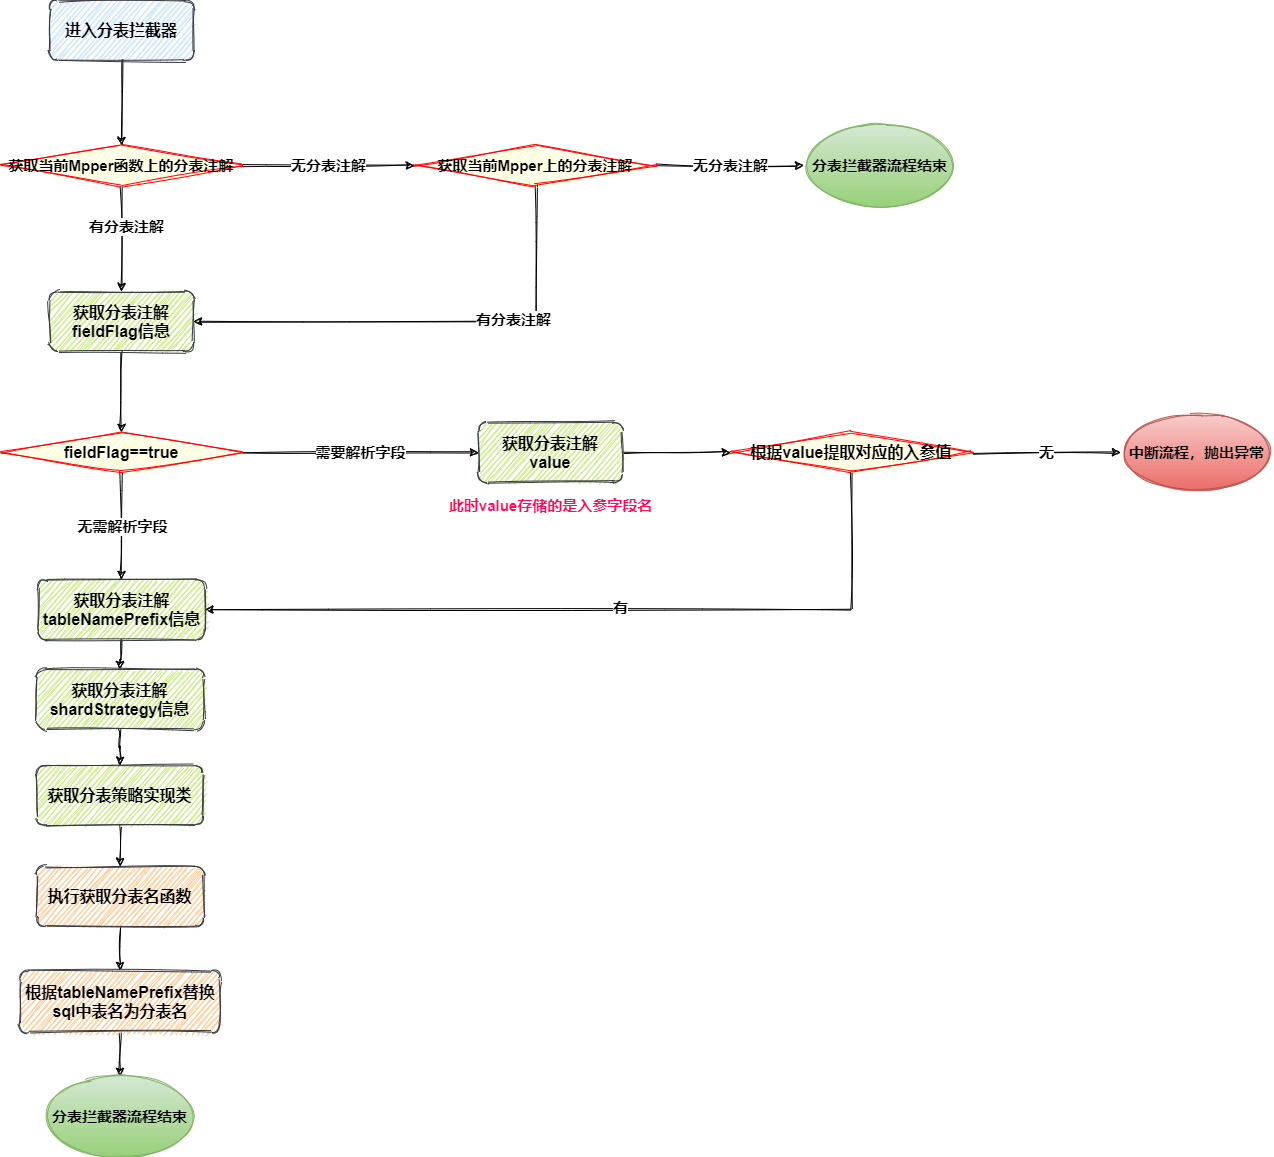 进入分表拦截器
获取当前Mpper函数上的分表注解
无分表注解
获取当前Mpper上的分表注解
无分表注解
分表拦截器流程结束
有分表注解
获取分表注解
fieldFlag信息
有分表注解
fieldFlag==true
需要解析字段
获取分表注解
value
根据value提取对应的入参值
无
中断流程，抛出异常
此时value存储的是入参字段名
无需解析字段
获取分表注解
tableNamePrefix信息
有
获取分表注解
shardStrategy信息
获取分表策略实现类
执行获取分表名函数
根据tableNamePrefix替换
sql中表名为分表名
分表拦截器流程结束